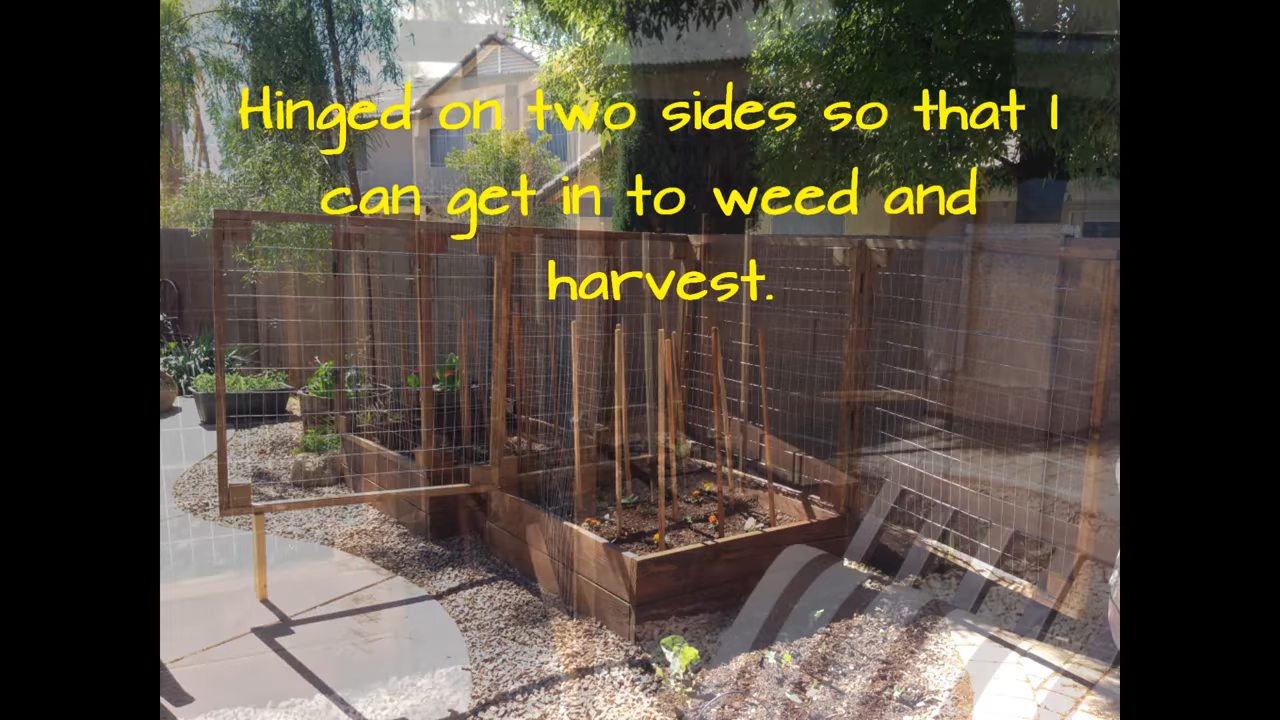 Hinged on two sides so that I
can get in to weed and
harvest.